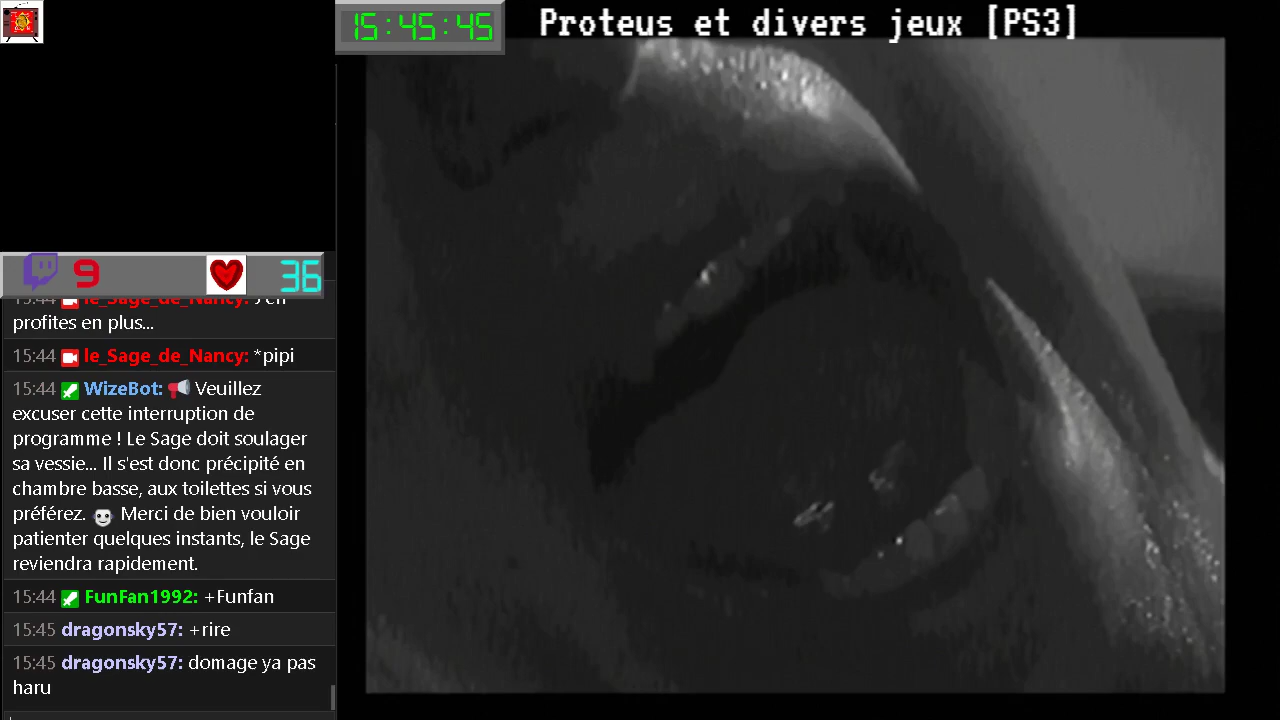 15:45:45
Proteus et divers jeux [PS3]
9
36
profites en plus...
15:44 le_Sage_de_Nancy: *pipi
15:44 WizeBot: Veuillez
excuser cette interruption de
programme ! Le Sage doit soulager
sa vessie... Il s'est donc précipité en
chambre basse, aux toilettes si vous
préférez. Merci de bien vouloir
patienter quelques instants, le Sage
reviendra rapidement.
15:44 FunFan1992: +Funfan
15:45 dragonsky57: +rire
15:45 dragonsky57: domage ya pas
haru